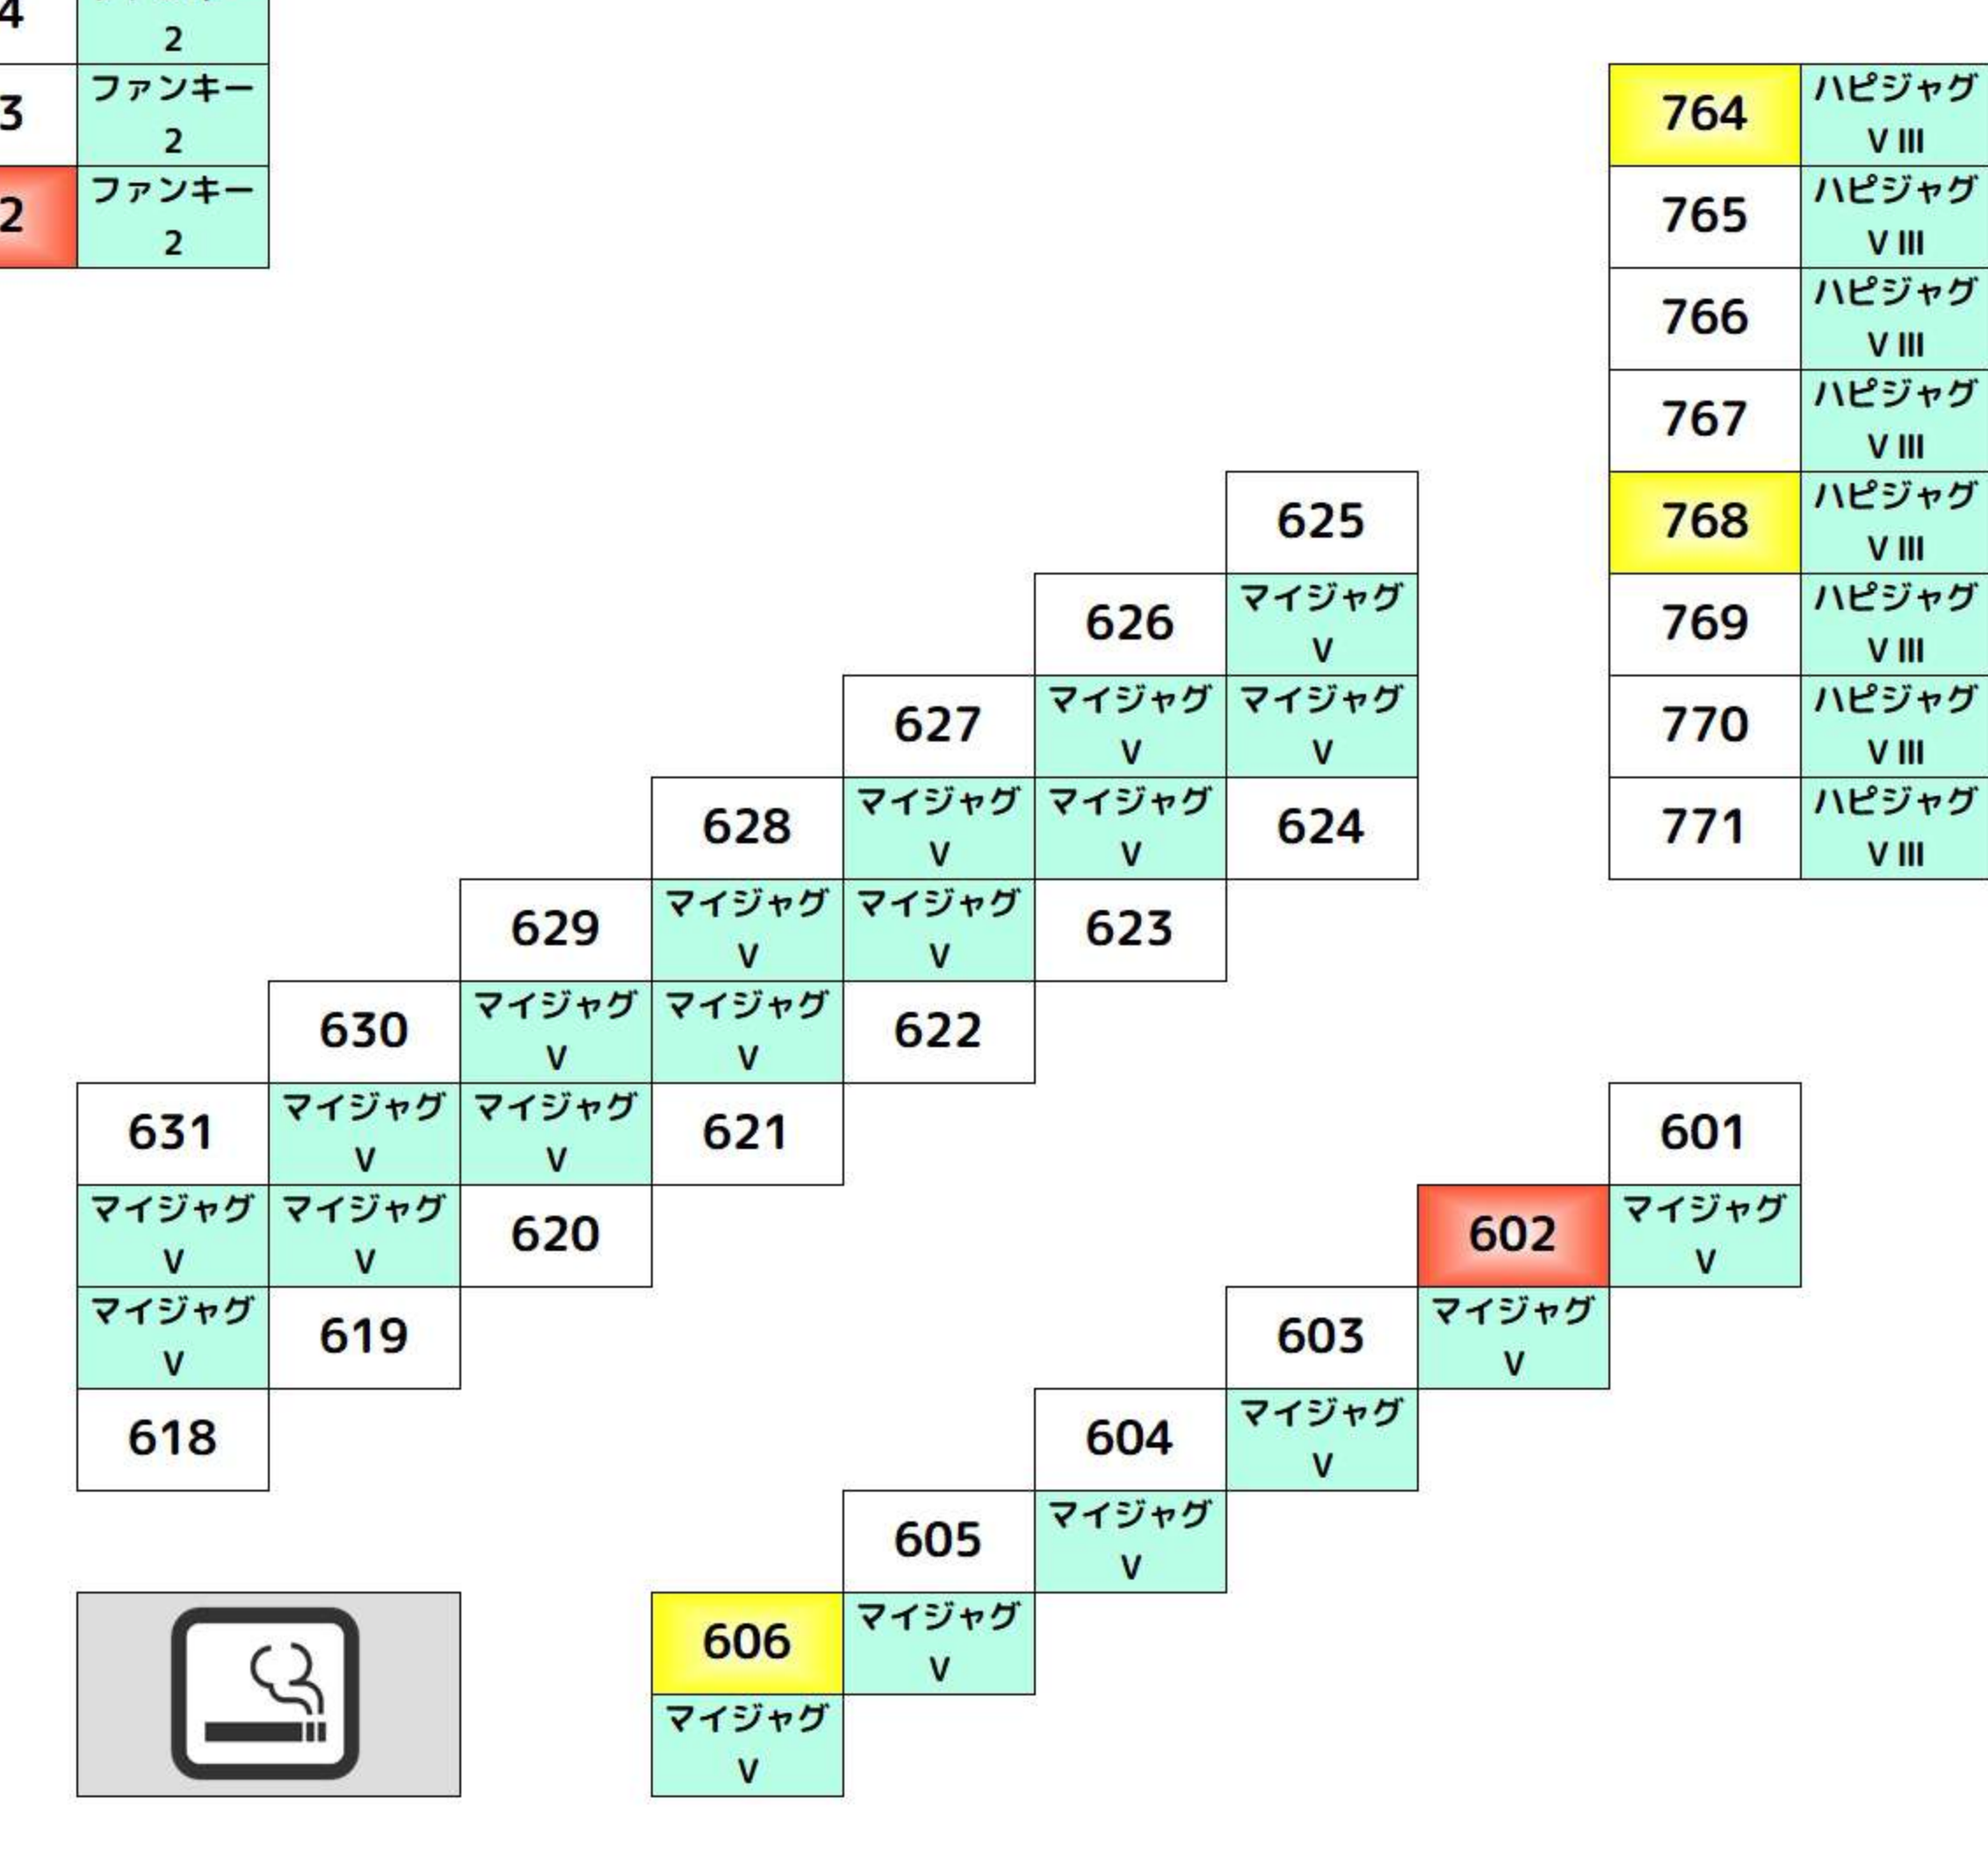 2
3
ファンキー
2
2
ファンキー
2
764
ハピジャグ
V III
765
ハピジャグ
V III
766
ハピジャグ
V III
767
ハピジャグ
V III
768
ハピジャグ
V III
769
ハピジャグ
V III
770
ハピジャグ
V III
771
ハピジャグ
V III
625
626
マイジャグ
V
627
マイジャグ
V
マイジャグ
V
628
マイジャグ
V
マイジャグ
V
624
629
マイジャグ
V
マイジャグ
V
623
630
マイジャグ
V
マイジャグ
V
622
631
マイジャグ
V
マイジャグ
V
621
マイジャグ
V
マイジャグ
V
620
マイジャグ
V
619
618
601
602
マイジャグ
V
603
マイジャグ
V
604
マイジャグ
V
605
マイジャグ
V
606
マイジャグ
V
マイジャグ
V